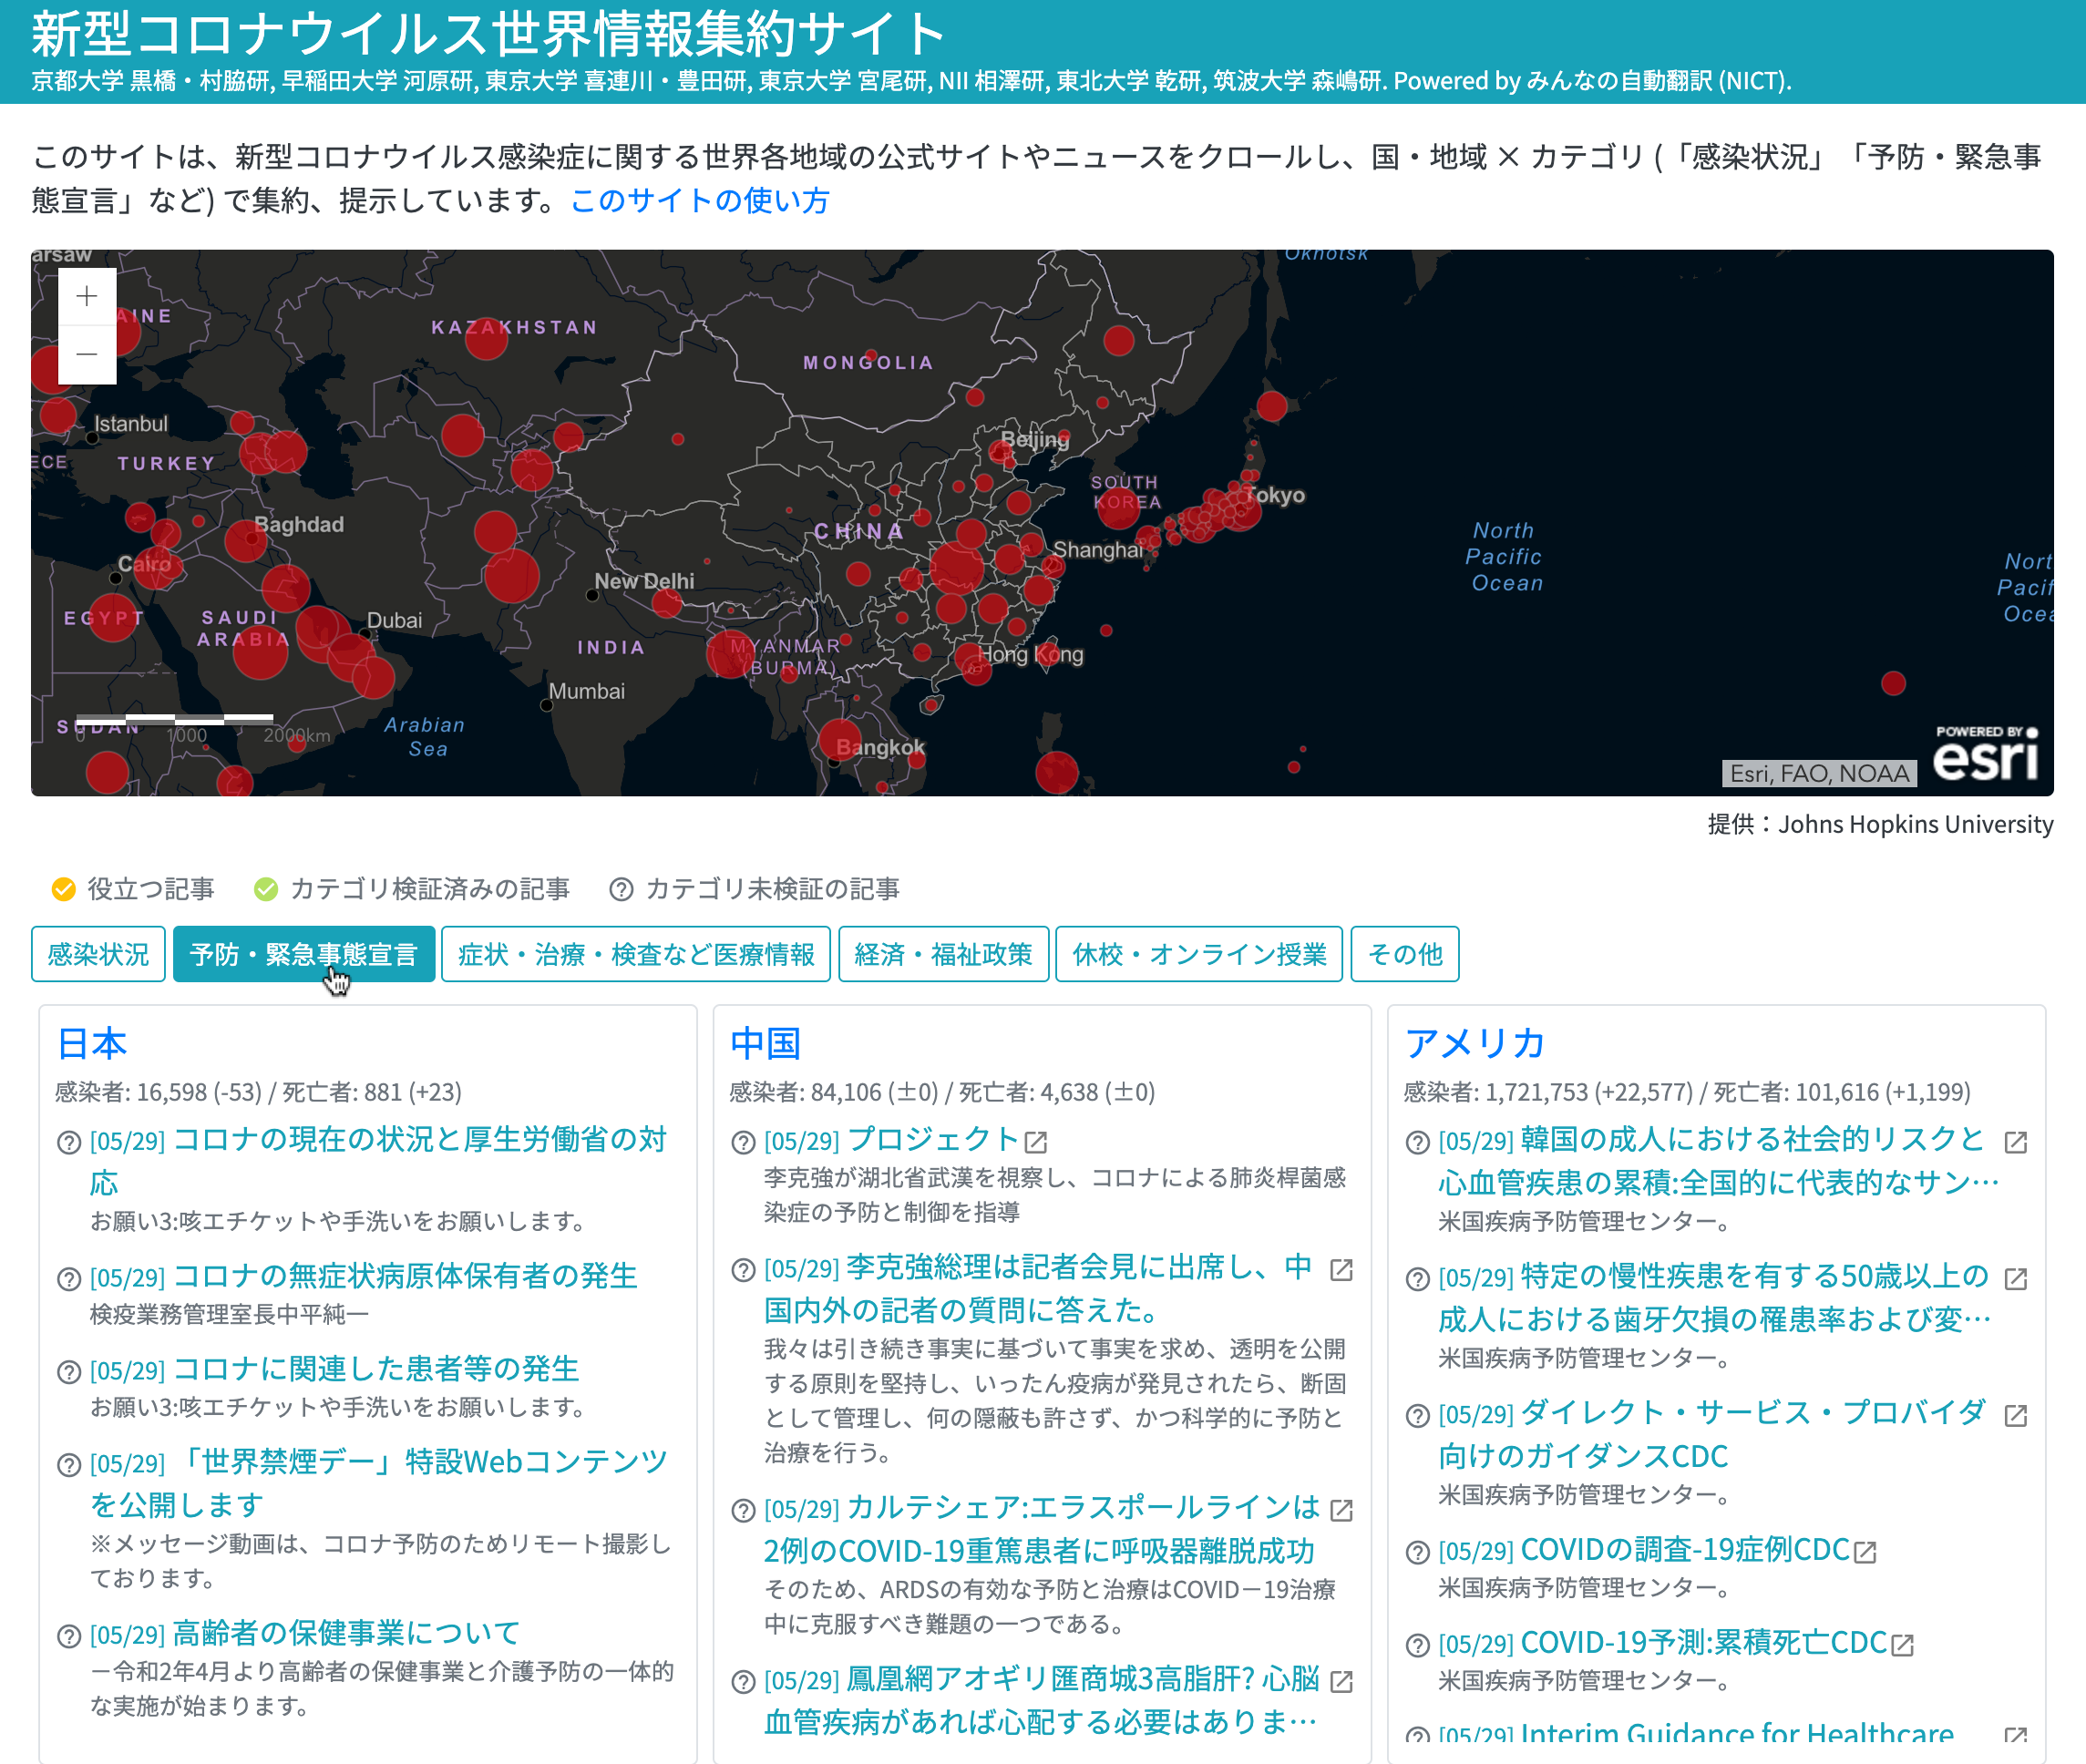 新型コロナウイルス世界情報集約サイト
京都大学 黒橋・村脇研, 早稲田大学 河原研, 東京大学 喜連川・豊田研, 東京大学 宮尾研, NII 相澤研, 東北大学 乾研, 筑波大学 森嶋研. Powered by みんなの自動翻訳 (NICT).
このサイトは、新型コロナウイルス感染症に関する世界各地域の公式サイトやニュースをクロールし、国・地域 × カテゴリ (「感染状況」「予防・緊急事
態宣言」など) で集約、提示しています。このサイトの使い方
arsaw
Okhotsk
+
AINE
KAZAKHSTAN
MONGOLIA
−
Istanbul
Beijing
ECE
TURKEY
SOUTH
KOREA
Tokyo
Baghdad
CHINA
North
Pacific
Ocean
Shanghai
Cairo
New Delhi
Nort
Pacif
Ocea
EGYPT
SAUDI
ARABIA
Dubai
INDIA
MYANMAR
(BURMA)
Hong Kong
Mumbai
SUDAN
0 1000 2000km
Arabian
Sea
Bangkok
POWERED BY
esri
Esri, FAO, NOAA
提供：Johns Hopkins University
役立つ記事 カテゴリ検証済みの記事 カテゴリ未検証の記事
感染状況 予防・緊急事態宣言 症状・治療・検査など医療情報 経済・福祉政策 休校・オンライン授業 その他
日本
感染者: 16,598 (-53) / 死亡者: 881 (+23)
[05/29] コロナの現在の状況と厚生労働省の対
応
お願い3:咳エチケットや手洗いをお願いします。
[05/29] コロナの無症状病原体保有者の発生
検疫業務管理室長中平純一
[05/29] コロナに関連した患者等の発生
お願い3:咳エチケットや手洗いをお願いします。
[05/29] 「世界禁煙デー」特設Webコンテンツ
を公開します
※メッセージ動画は、コロナ予防のためリモート撮影し
ております。
[05/29] 高齢者の保健事業について
－令和2年4月より高齢者の保健事業と介護予防の一体的
な実施が始まります。
中国
感染者: 84,106 (±0) / 死亡者: 4,638 (±0)
[05/29] プロジェクト
李克強が湖北省武漢を視察し、コロナによる肺炎桿菌感
染症の予防と制御を指導
[05/29] 李克強総理は記者会見に出席し、中
国内外の記者の質問に答えた。
我々は引き続き事実に基づいて事実を求め、透明を公開
する原則を堅持し、いったん疫病が発見されたら、断固
として管理し、何の隠蔽も許さず、かつ科学的に予防と
治療を行う。
[05/29] カルテシェア:エラスポールラインは
2例のCOVID-19重篤患者に呼吸器離脱成功
そのため、ARDSの有効な予防と治療はCOVID－19治療
中に克服すべき難題の一つである。
[05/29] 鳳凰網アオギリ匯商城3高脂肝? 心脳
血管疾病があれば心配する必要はありま…
アメリカ
感染者: 1,721,753 (+22,577) / 死亡者: 101,616 (+1,199)
[05/29] 韓国の成人における社会的リスクと
心血管疾患の累積:全国的に代表的なサン…
米国疾病予防管理センター。
[05/29] 特定の慢性疾患を有する50歳以上の
成人における歯牙欠損の罹患率および変…
米国疾病予防管理センター。
[05/29] ダイレクト・サービス・プロバイダ
向けのガイダンスCDC
米国疾病予防管理センター。
[05/29] COVIDの調査-19症例CDC
米国疾病予防管理センター。
[05/29] COVID-19予測:累積死亡CDC
米国疾病予防管理センター。
[05/29] Interim Guidance for Healthcare